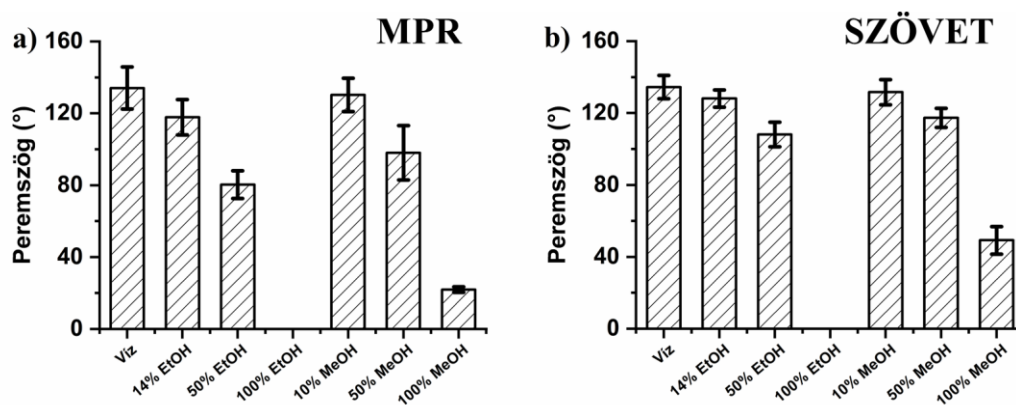 a) MPR
Peremszög (°)
160
120
80
40
0
Víz
14% EtOH
50% EtOH
100% EtOH
10% MeOH
50% MeOH
100% MeOH
b) SZÖVET
Peremszög (°)
160
120
80
40
0
Víz
14% EtOH
50% EtOH
100% EtOH
10% MeOH
50% MeOH
100% MeOH